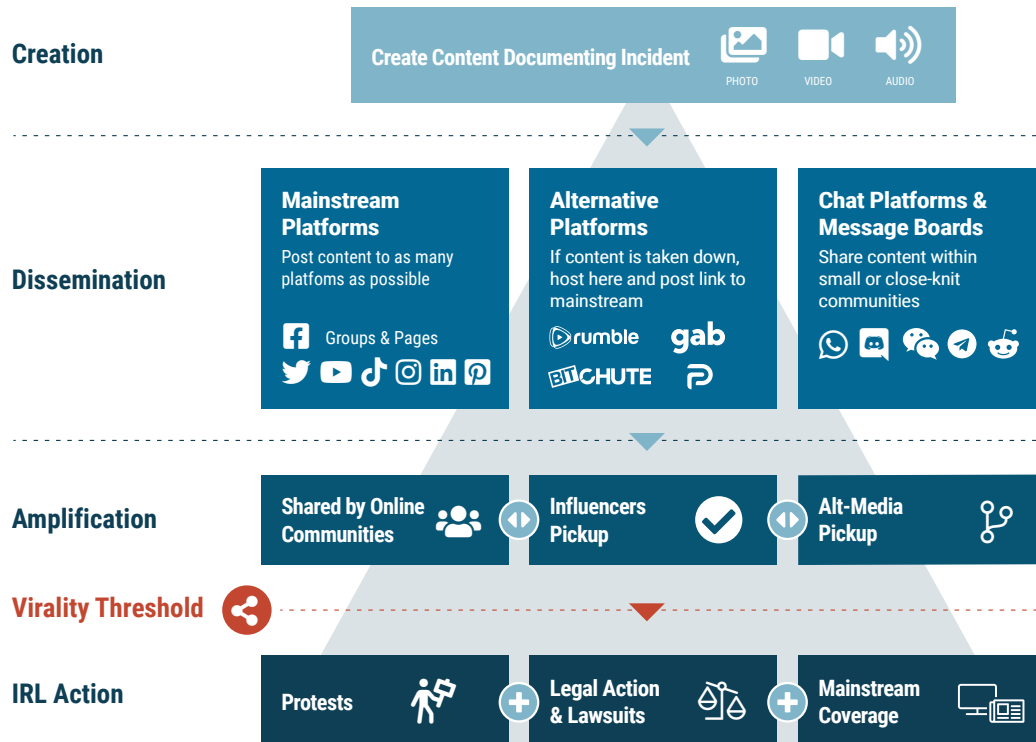 Creation
Create Content Documenting Incident
PHOTO
VIDEO
AUDIO
Dissemination
Mainstream
Platforms
Post content to as many
platfoms as possible
Groups & Pages
Alternative
Platforms
If content is taken down,
host here and post link to
mainstream
rumble
gab
BITCHUTE
Chat Platforms &
Message Boards
Share content within
small or close-knit
communities
Amplification
Shared by Online
Communities
Influencers
Pickup
Alt-Media
Pickup
Virality Threshold
IRL Action
Protests
Legal Action
& Lawsuits
Mainstream
Coverage